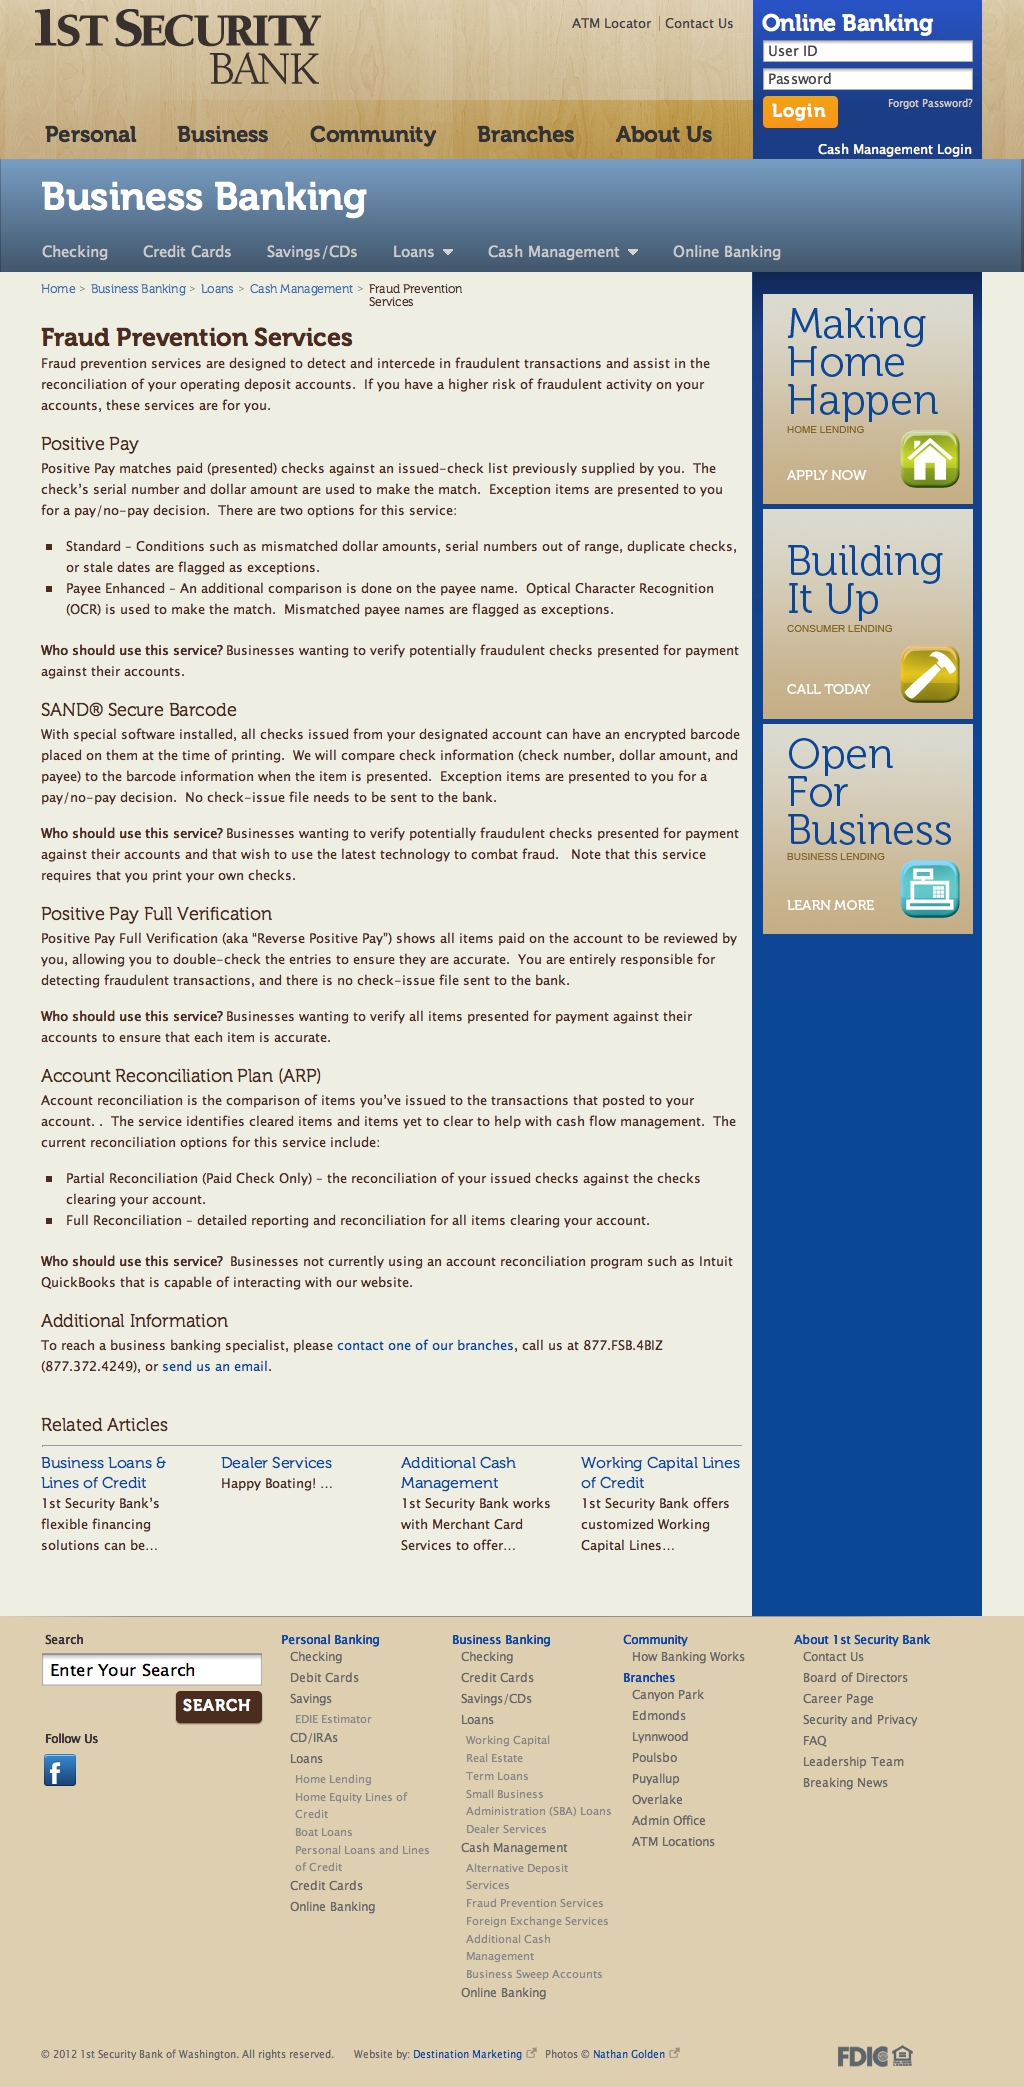 1ST SECURITY
BANK
ATM Locator | Contact Us
Online Banking
User ID
Password
Login
Forgot Password?
Cash Management Login
Personal Business Community Branches About Us
Business Banking
Checking Credit Cards Savings/CDs Loans Cash Management Online Banking
Home > Business Banking > Loans > Cash Management > Fraud Prevention
Services
Fraud Prevention Services
Fraud prevention services are designed to detect and intercede in fraudulent transactions and assist in the
reconciliation of your operating deposit accounts. If you have a higher risk of fraudulent activity on your
accounts, these services are for you.
Positive Pay
Positive Pay matches paid (presented) checks against an issued-check list previously supplied by you. The
check's serial number and dollar amount are used to make the match. Exception items are presented to you
for a pay/no-pay decision. There are two options for this service:
Standard - Conditions such as mismatched dollar amounts, serial numbers out of range, duplicate checks,
or stale dates are flagged as exceptions.
Payee Enhanced - An additional comparison is done on the payee name. Optical Character Recognition
(OCR) is used to make the match. Mismatched payee names are flagged as exceptions.
Who should use this service? Businesses wanting to verify potentially fraudulent checks presented for payment
against their accounts.
SAND® Secure Barcode
With special software installed, all checks issued from your designated account can have an encrypted barcode
placed on them at the time of printing. We will compare check information (check number, dollar amount, and
payee) to the barcode information when the item is presented. Exception items are presented to you for a
pay/no-pay decision. No check-issue file needs to be sent to the bank.
Who should use this service? Businesses wanting to verify potentially fraudulent checks presented for payment
against their accounts and that wish to use the latest technology to combat fraud. Note that this service
requires that you print your own checks.
Positive Pay Full Verification
Positive Pay Full Verification (aka "Reverse Positive Pay") shows all items paid on the account to be reviewed by
you, allowing you to double-check the entries to ensure they are accurate. You are entirely responsible for
detecting fraudulent transactions, and there is no check-issue file sent to the bank.
Who should use this service? Businesses wanting to verify all items presented for payment against their
accounts to ensure that each item is accurate.
Account Reconciliation Plan (ARP)
Account reconciliation is the comparison of items you've issued to the transactions that posted to your
account. . The service identifies cleared items and items yet to clear to help with cash flow management. The
current reconciliation options for this service include:
Partial Reconciliation (Paid Check Only) - the reconciliation of your issued checks against the checks
clearing your account.
Full Reconciliation - detailed reporting and reconciliation for all items clearing your account.
Who should use this service? Businesses not currently using an account reconciliation program such as Intuit
QuickBooks that is capable of interacting with our website.
Additional Information
To reach a business banking specialist, please contact one of our branches, call us at 877.FSB.4BIZ
(877.372.4249), or send us an email.
Related Articles
Business Loans &
Lines of Credit
1st Security Bank's
flexible financing
solutions can be...
Dealer Services
Happy Boating! ...
Additional Cash
Management
1st Security Bank works
with Merchant Card
Services to offer...
Working Capital Lines
of Credit
1st Security Bank offers
customized Working
Capital Lines...
Making
Home
Happen
HOME LENDING
APPLY NOW
Building
It Up
CONSUMER LENDING
CALL TODAY
Open
For
Business
BUSINESS LENDING
LEARN MORE
Search
Enter Your Search
SEARCH
Follow Us
f
Personal Banking
Checking
Debit Cards
Savings
EDIE Estimator
CD/IRAs
Loans
Home Lending
Home Equity Lines of
Credit
Boat Loans
Personal Loans and Lines
of Credit
Credit Cards
Online Banking
Business Banking
Checking
Credit Cards
Savings/CDs
Loans
Working Capital
Real Estate
Term Loans
Small Business
Administration (SBA) Loans
Dealer Services
Cash Management
Alternative Deposit
Services
Fraud Prevention Services
Foreign Exchange Services
Additional Cash
Management
Business Sweep Accounts
Online Banking
Community
How Banking Works
Branches
Canyon Park
Edmonds
Lynnwood
Poulsbo
Puyallup
Overlake
Admin Office
ATM Locations
About 1st Security Bank
Contact Us
Board of Directors
Career Page
Security and Privacy
FAQ
Leadership Team
Breaking News
© 2012 1st Security Bank of Washington. All rights reserved. Website by: Destination Marketing Photos © Nathan Golden
FDIC